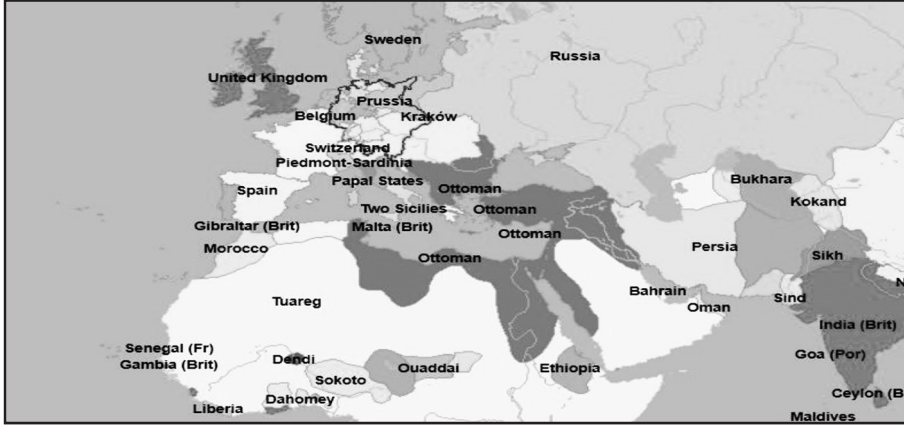 Sweden
Russia
United Kingdom
Prussia
Belgium
Kraków
Switzerland
Piedmont-Sardinia
Papal States
Bukhara
Spain
Ottoman
Kokand
Two Sicilies
Ottoman
Gibraltar (Brit)
Malta (Brit)
Ottoman
Morocco
Persia
Ottoman
Sikh
Bahrain
Sind
N
Tuareg
Oman
India (Brit)
Senegal (Fr)
Goa (Por)
Gambia (Brit)
Dendi
Ouaddai
Ethiopia
Sokoto
Ceylon (B
Dahomey
Liberia
Maldives